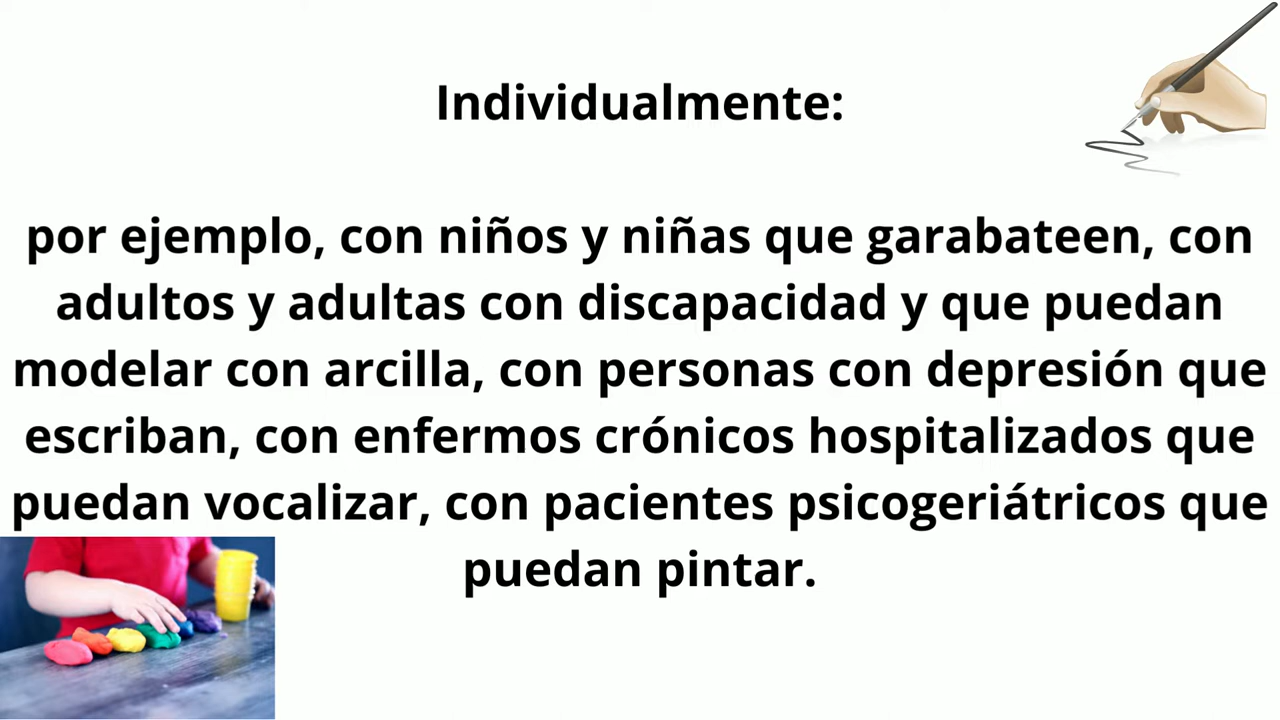 Individualmente:
por ejemplo, con niños y niñas que garabateen, con
adultos y adultas con discapacidad y que puedan
modelar con arcilla, con personas con depresión que
escriban, con enfermos crónicos hospitalizados que
puedan vocalizar, con pacientes psicogeriátricos que
puedan pintar.